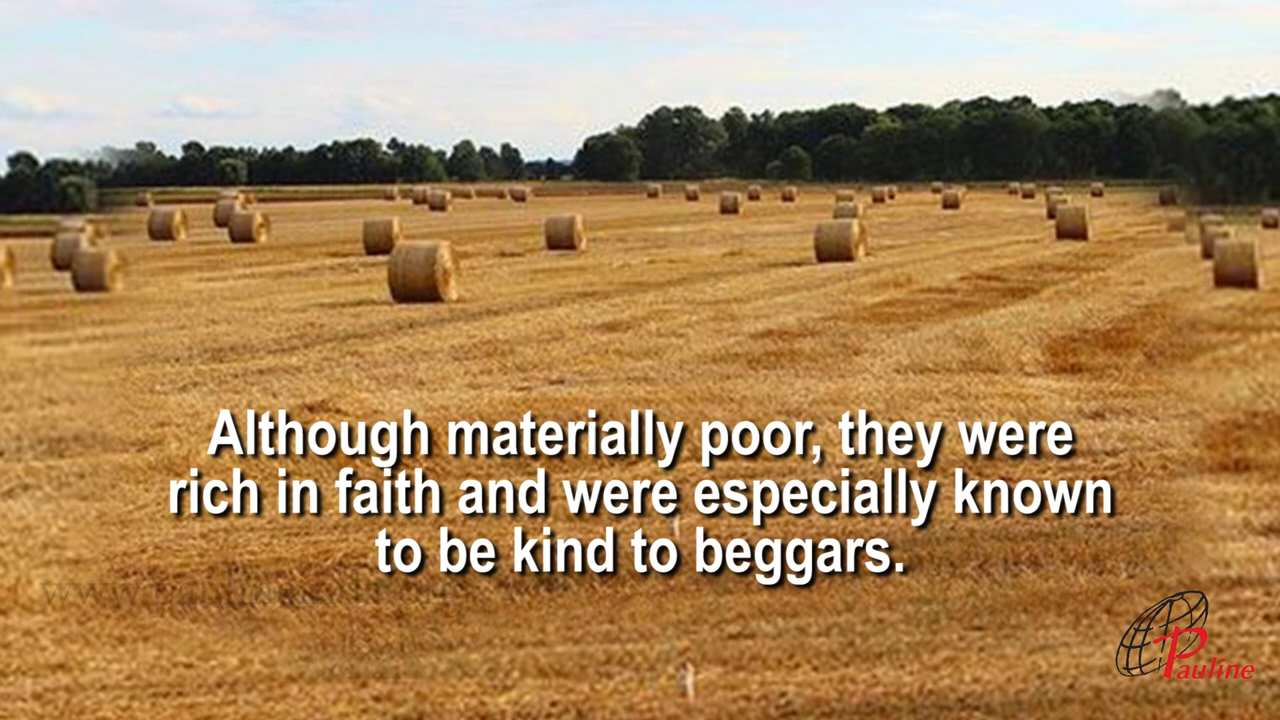 Although materially poor, they were
rich in faith and were especially known
to be kind to beggars.
Pauline